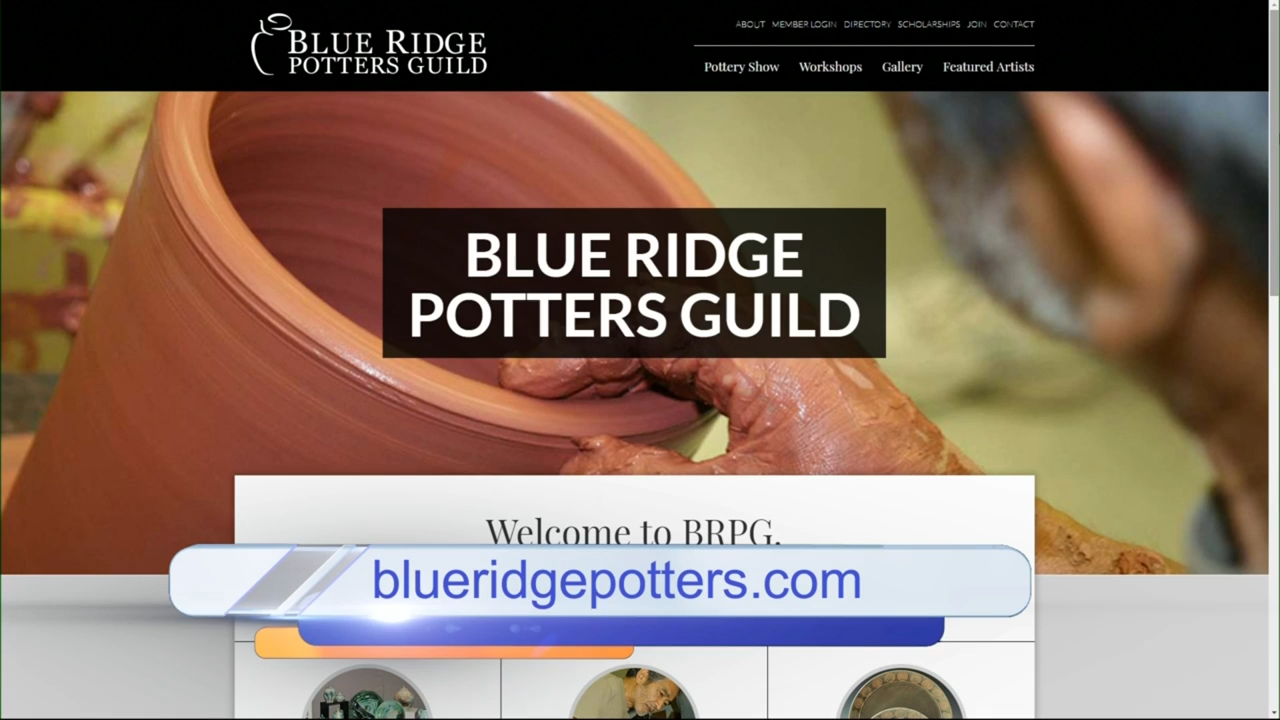 BLUE RIDGE
POTTERS GUILD
ABOUT MEMBER LOGIN DIRECTORY SCHOLARSHIPS JOIN CONTACT
Pottery Show Workshops Gallery Featured Artists
BLUE RIDGE
POTTERS GUILD
Welcome to BRPG.
blueridgepotters.com